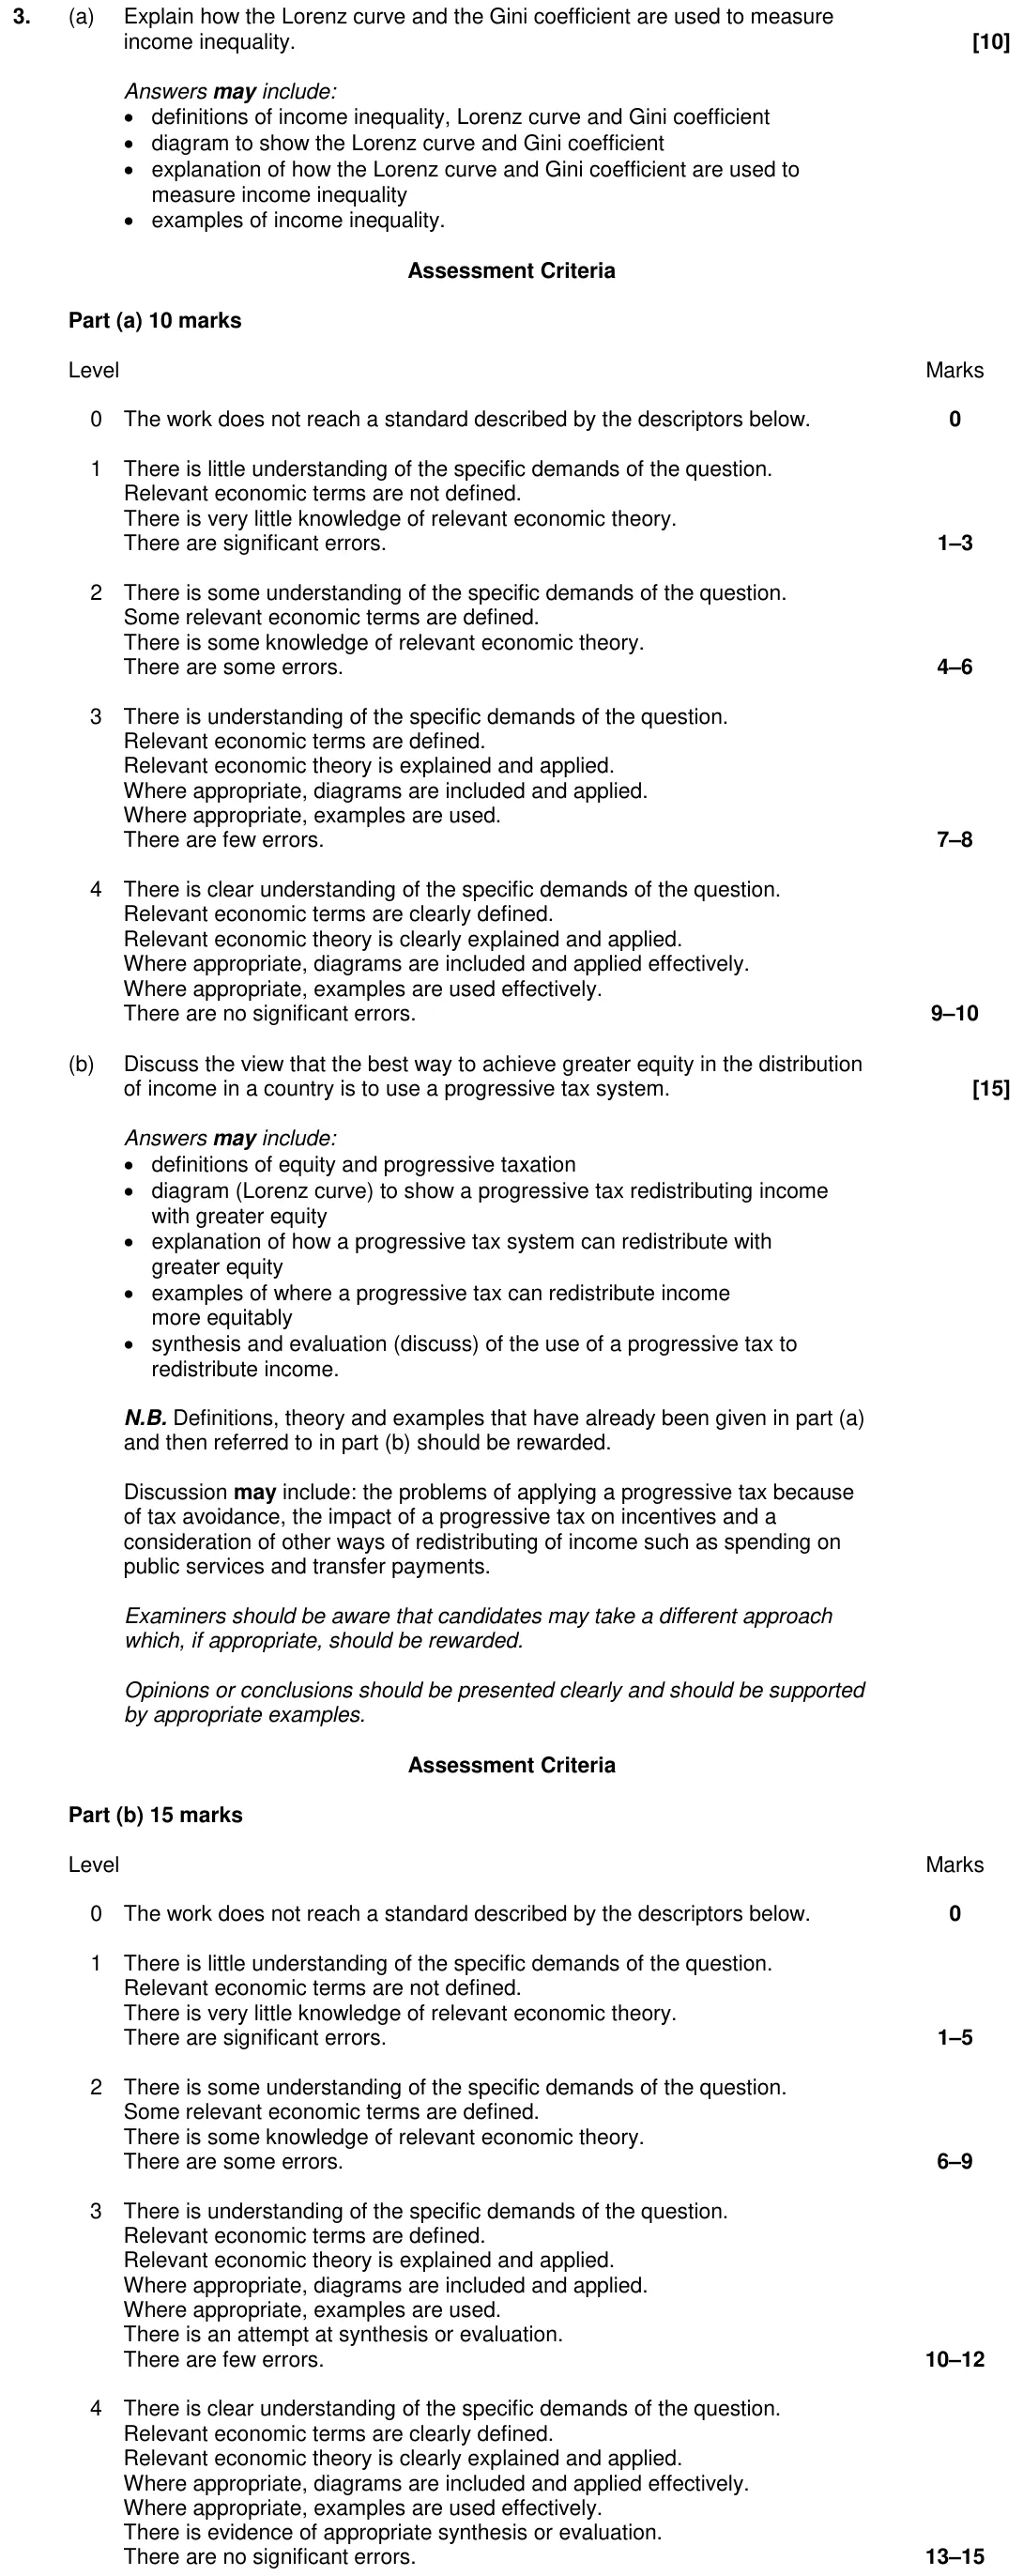 3. (a) Explain how the Lorenz curve and the Gini coefficient are used to measure
income inequality. [10]
Answers may include:
• definitions of income inequality, Lorenz curve and Gini coefficient
• diagram to show the Lorenz curve and Gini coefficient
• explanation of how the Lorenz curve and Gini coefficient are used to
measure income inequality
• examples of income inequality.
Assessment Criteria
Part (a) 10 marks
Level Marks
0 The work does not reach a standard described by the descriptors below. 0
1 There is little understanding of the specific demands of the question.
Relevant economic terms are not defined.
There is very little knowledge of relevant economic theory.
There are significant errors. 1–3
2 There is some understanding of the specific demands of the question.
Some relevant economic terms are defined.
There is some knowledge of relevant economic theory.
There are some errors. 4–6
3 There is understanding of the specific demands of the question.
Relevant economic terms are defined.
Relevant economic theory is explained and applied.
Where appropriate, diagrams are included and applied.
Where appropriate, examples are used.
There are few errors. 7–8
4 There is clear understanding of the specific demands of the question.
Relevant economic terms are clearly defined.
Relevant economic theory is clearly explained and applied.
Where appropriate, diagrams are included and applied effectively.
Where appropriate, examples are used effectively.
There are no significant errors. 9–10
(b) Discuss the view that the best way to achieve greater equity in the distribution
of income in a country is to use a progressive tax system. [15]
Answers may include:
• definitions of equity and progressive taxation
• diagram (Lorenz curve) to show a progressive tax redistributing income
with greater equity
• explanation of how a progressive tax system can redistribute with
greater equity
• examples of where a progressive tax can redistribute income
more equitably
• synthesis and evaluation (discuss) of the use of a progressive tax to
redistribute income.
N.B. Definitions, theory and examples that have already been given in part (a)
and then referred to in part (b) should be rewarded.
Discussion may include: the problems of applying a progressive tax because
of tax avoidance, the impact of a progressive tax on incentives and a
consideration of other ways of redistributing of income such as spending on
public services and transfer payments.
Examiners should be aware that candidates may take a different approach
which, if appropriate, should be rewarded.
Opinions or conclusions should be presented clearly and should be supported
by appropriate examples.
Assessment Criteria
Part (b) 15 marks
Level Marks
0 The work does not reach a standard described by the descriptors below. 0
1 There is little understanding of the specific demands of the question.
Relevant economic terms are not defined.
There is very little knowledge of relevant economic theory.
There are significant errors. 1–5
2 There is some understanding of the specific demands of the question.
Some relevant economic terms are defined.
There is some knowledge of relevant economic theory.
There are some errors. 6–9
3 There is understanding of the specific demands of the question.
Relevant economic terms are defined.
Relevant economic theory is explained and applied.
Where appropriate, diagrams are included and applied.
Where appropriate, examples are used.
There is an attempt at synthesis or evaluation.
There are few errors. 10–12
4 There is clear understanding of the specific demands of the question.
Relevant economic terms are clearly defined.
Relevant economic theory is clearly explained and applied.
Where appropriate, diagrams are included and applied effectively.
Where appropriate, examples are used effectively.
There is evidence of appropriate synthesis or evaluation.
There are no significant errors. 13–15